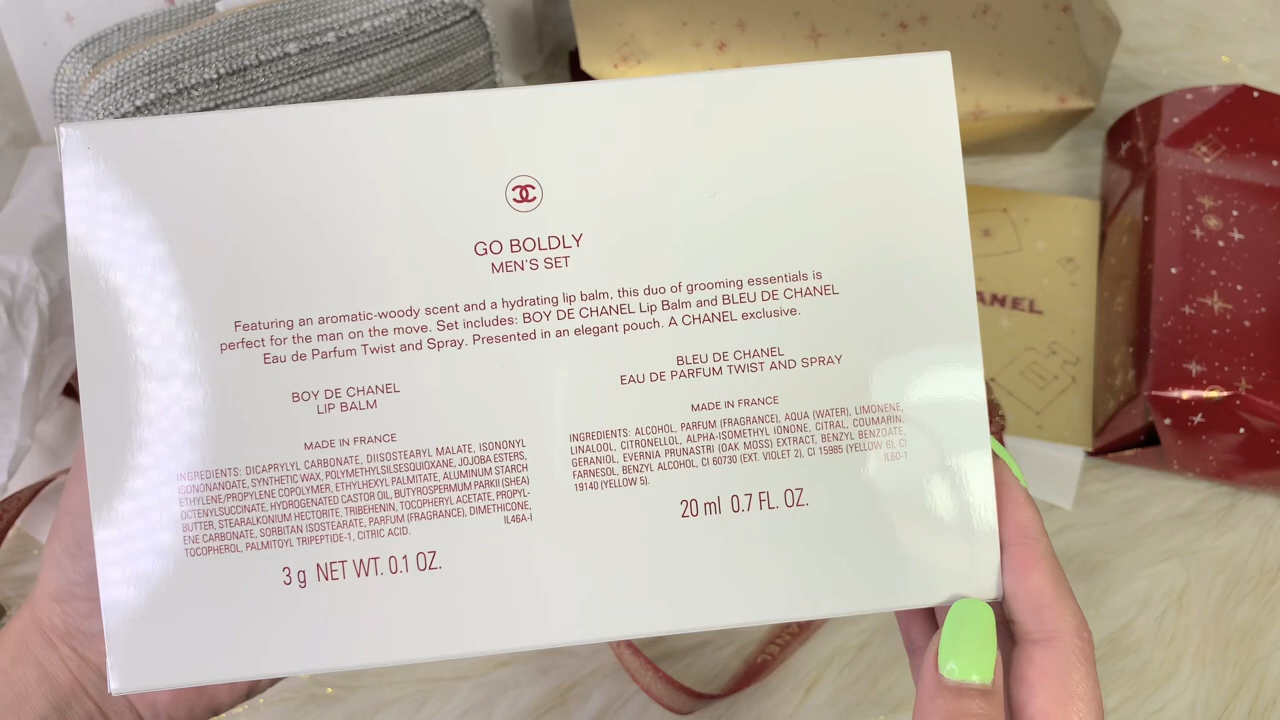 GO BOLDLY
MEN'S SET
Featuring an aromatic-woody scent and a hydrating lip balm, this duo of grooming essentials is
perfect for the man on the move. Set includes: BOY DE CHANEL Lip Balm and BLEU DE CHANEL
Eau de Parfum Twist and Spray. Presented in an elegant pouch. A CHANEL exclusive.
BOY DE CHANEL
LIP BALM
MADE IN FRANCE
INGREDIENTS: DICAPRYLYL CARBONATE, DIISOSTEARYL MALATE, ISONONYL
ISONONANOATE, SYNTHETIC WAX, POLYMETHYLSILSESQUIOXANE, JOJOBA ESTERS,
ETHYLENE/PROPYLENE COPOLYMER, ETHYLHEXYL PALMITATE, ALUMINUM STARCH
OCTENYLSUCCINATE, HYDROGENATED CASTOR OIL, BUTYROSPERMUM PARKII (SHEA)
BUTTER, STEARALKONIUM HECTORITE, TRIBEHENIN, TOCOPHERYL ACETATE, PROPYL-
ENE CARBONATE, SORBITAN ISOSTEARATE, PARFUM (FRAGRANCE), DIMETHICONE,
TOCOPHEROL, PALMITOYL TRIPEPTIDE-1, CITRIC ACID.
IL46A-I
3 g NET WT. 0.1 OZ.
BLEU DE CHANEL
EAU DE PARFUM TWIST AND SPRAY
MADE IN FRANCE
INGREDIENTS: ALCOHOL, PARFUM (FRAGRANCE), AQUA (WATER), LIMONENE,
LINALOOL, CITRONELLOL, ALPHA-ISOMETHYL IONONE, CITRAL, COUMARIN,
GERANIOL, EVERNIA PRUNASTRI (OAK MOSS) EXTRACT, BENZYL BENZOATE,
FARNESOL, BENZYL ALCOHOL, CI 60730 (EXT. VIOLET 2), CI 15985 (YELLOW 6), CI
19140 (YELLOW 5).
IL60-1
20 ml 0.7 FL. OZ.
ANEL
ANEL